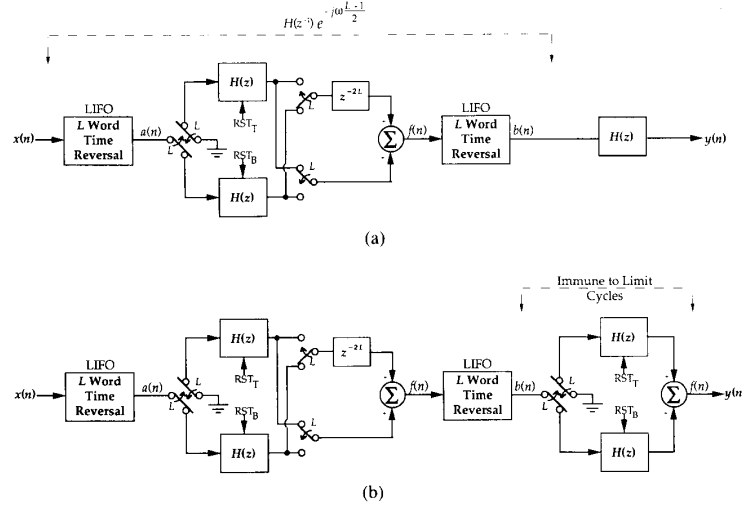 H(z⁻¹) e^{-jω (L-1)/2}
LIFO
x(n)
L Word
Time
Reversal
a(n)
L
L
H(z)
RST_T
RST_B
H(z)
L
z^{-2L}
L
-
Σ
-
f(n)
LIFO
L Word
Time
Reversal
b(n)
H(z)
y(n)
(a)
Immune to Limit
Cycles
LIFO
x(n)
L Word
Time
Reversal
a(n)
L
L
H(z)
RST_T
RST_B
H(z)
L
z^{-2L}
L
-
Σ
-
f(n)
LIFO
L Word
Time
Reversal
b(n)
L
L
H(z)
RST_T
RST_B
H(z)
-
Σ
-
f(n)
y(n
(b)